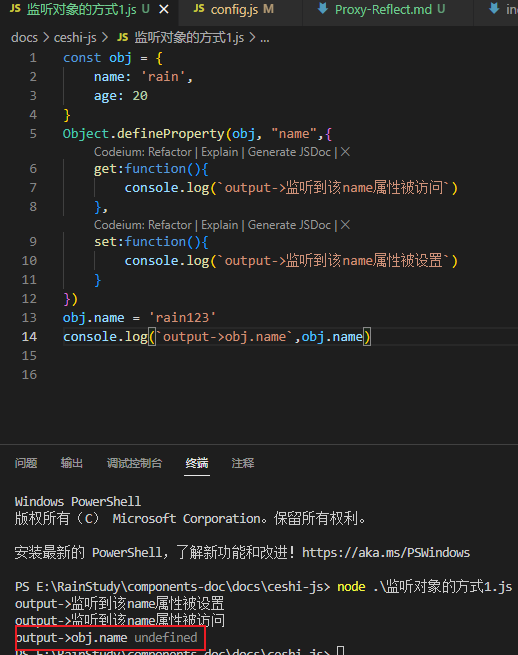 JS 监听对象的方式1.js U × JS config.js M Proxy-Reflect.md U in
docs > ceshi-js > JS 监听对象的方式1.js > ...
1 const obj = {
2 name: 'rain',
3 age: 20
4 }
5 Object.defineProperty(obj, "name",{
Codeium: Refactor | Explain | Generate JSDoc | ×
6 get:function(){
7 console.log(`output->监听到该name属性被访问`)
8 },
Codeium: Refactor | Explain | Generate JSDoc | ×
9 set:function(){
10 console.log(`output->监听到该name属性被设置`)
11 }
12 })
13 obj.name = 'rain123'
14 console.log(`output->obj.name`,obj.name)
15
16
问题 输出 调试控制台 终端 注释
Windows PowerShell
版权所有（C） Microsoft Corporation。保留所有权利。
安装最新的 PowerShell，了解新功能和改进！https://aka.ms/PSWindows
PS E:\RainStudy\components-doc\docs\ceshi-js> node .\监听对象的方式1.js
output->监听到该name属性被设置
output->监听到该name属性被访问
output->obj.name undefined
PS E:\RainStudy\components-doc\docs\ceshi-js>